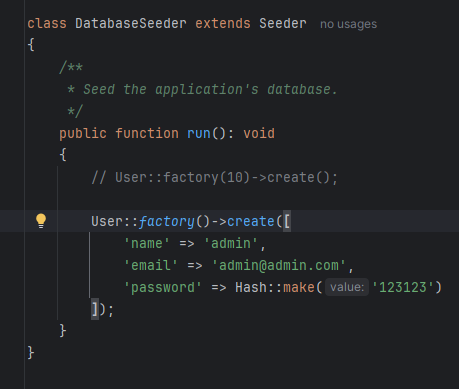 class DatabaseSeeder extends Seeder no usages
{
    /**
     * Seed the application's database.
     */
    public function run(): void
    {
        // User::factory(10)->create();

        User::factory()->create([
            'name' => 'admin',
            'email' => 'admin@admin.com',
            'password' => Hash::make( value: '123123')
        ]);
    }
}